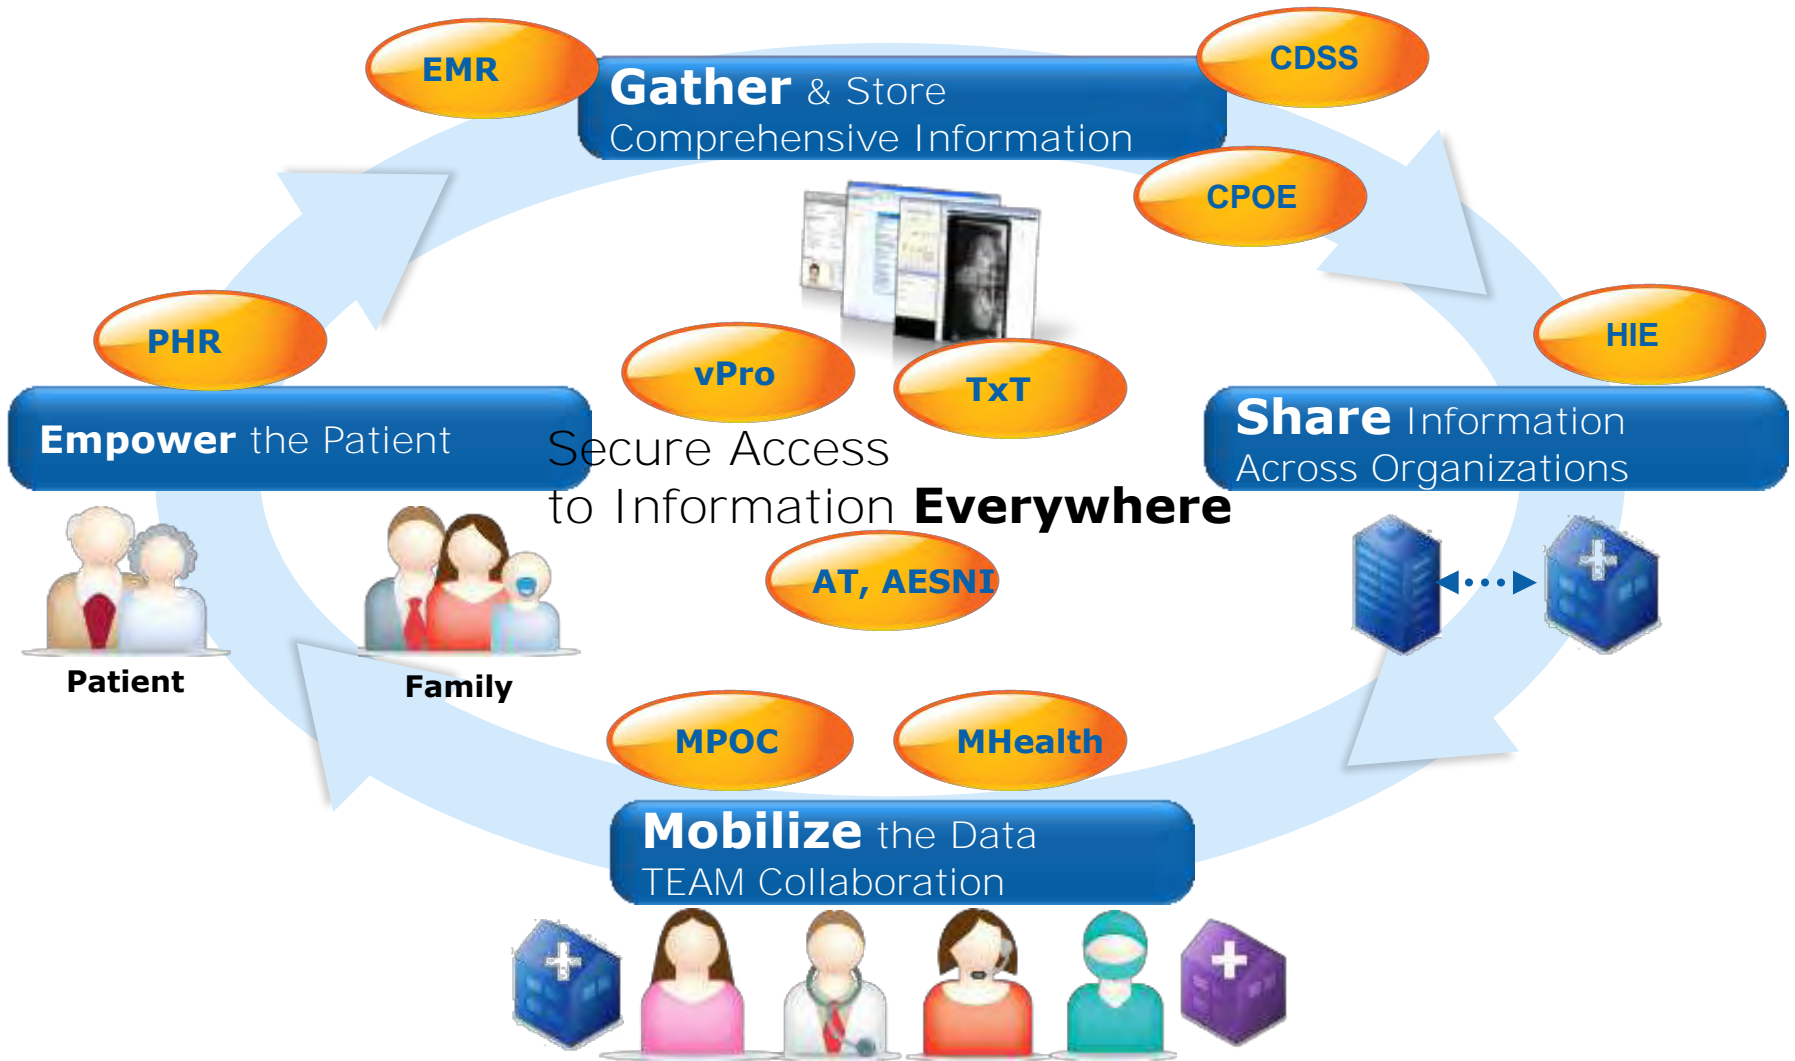 EMR
CDSS
Gather & Store
Comprehensive Information
CPOE
PHR
HIE
vPro
TxT
Empower the Patient
Share Information
Across Organizations
Secure Access
to Information Everywhere
AT, AESNI
Patient
Family
MPOC
MHealth
Mobilize the Data
TEAM Collaboration